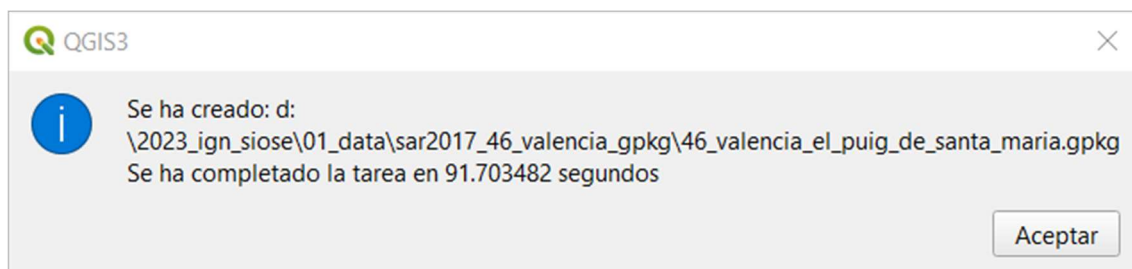 QGIS3
Se ha creado: d:
\2023_ign_siose\01_data\sar2017_46_valencia_gpkg\46_valencia_el_puig_de_santa_maria.gpkg
Se ha completado la tarea en 91.703482 segundos
Aceptar